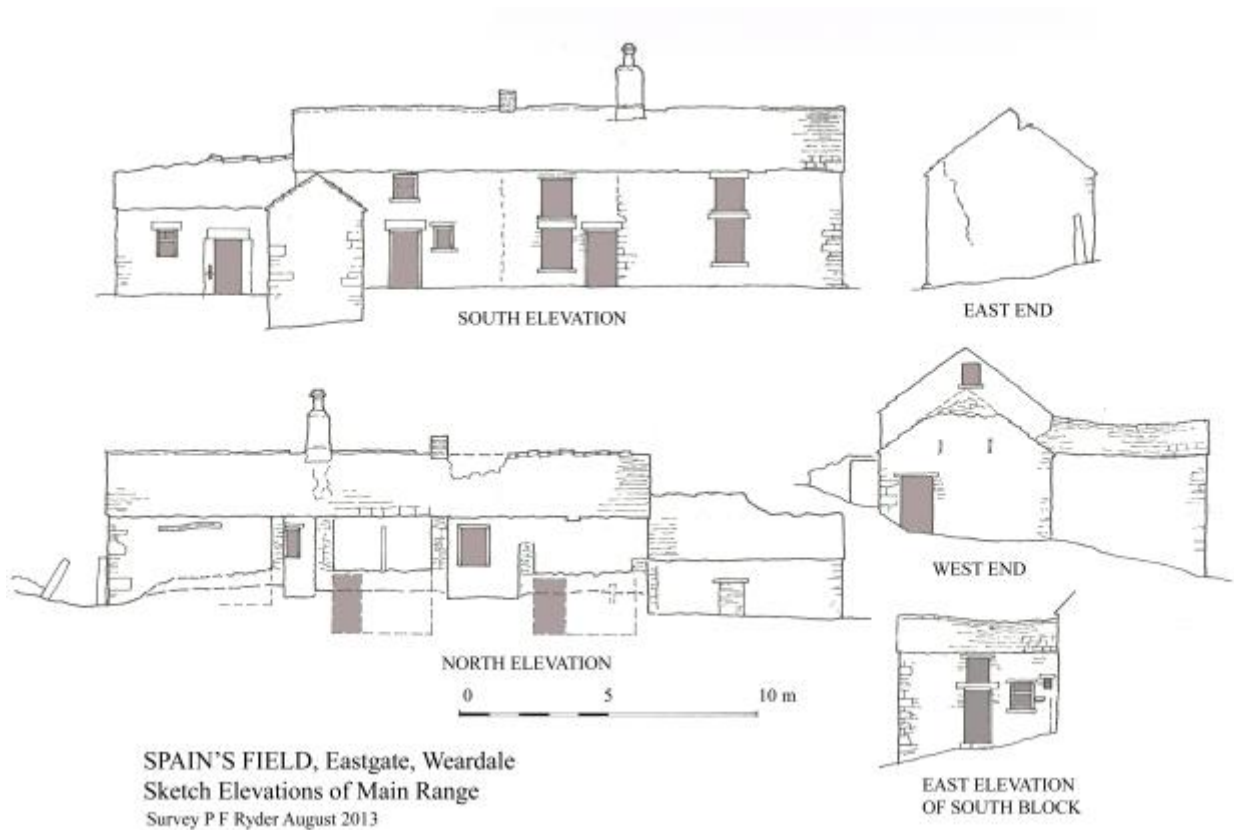 SOUTH ELEVATION
EAST END
WEST END
NORTH ELEVATION
0 5 10 m
SPAIN'S FIELD, Eastgate, Weardale
Sketch Elevations of Main Range
Survey P F Ryder August 2013
EAST ELEVATION
OF SOUTH BLOCK